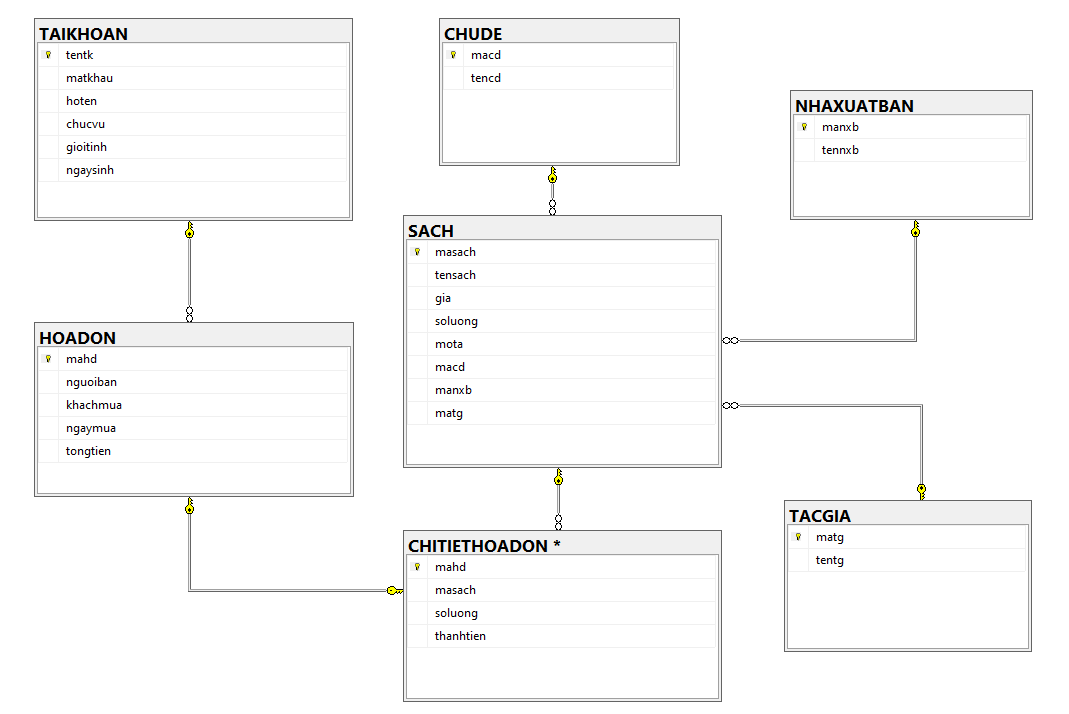 TAIKHOAN
tentk
matkhau
hoten
chucvu
gioitinh
ngaysinh
CHUDE
macd
tencd
NHAXUATBAN
manxb
tennxb
SACH
masach
tensach
gia
soluong
mota
macd
manxb
matg
HOADON
mahd
nguoiban
khachmua
ngaymua
tongtien
CHITIETHOADON *
mahd
masach
soluong
thanhtien
TACGIA
matg
tentg